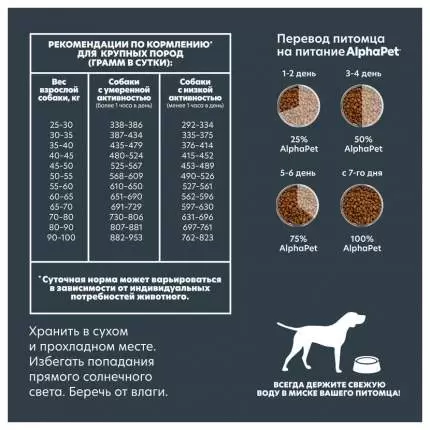 РЕКОМЕНДАЦИИ ПО КОРМЛЕНИЮ*
ДЛЯ КРУПНЫХ ПОРОД
(ГРАММ В СУТКИ)
Вес
взрослой
собаки, кг
Собаки
с умеренной
активностью
(более 1 часа в день)
Собаки
с низкой
активностью
(менее 1 часа в день)
25-30 338-386 292-334
30-35 387-434 335-375
35-40 435-479 376-414
40-45 480-524 415-452
45-50 525-567 453-489
50-55 568-609 490-526
55-60 610-650 527-561
60-65 651-690 562-596
65-70 691-729 597-630
70-80 730-806 631-696
80-90 807-881 697-761
90-100 882-953 762-823
*Суточная норма может варьироваться
в зависимости от индивидуальных
потребностей животного.
Хранить в сухом
и прохладном месте.
Избегать попадания
прямого солнечного
света. Беречь от влаги.
Перевод питомца
на питание AlphaPet
1-2 день 3-4 день
25% 50%
AlphaPet AlphaPet
5-6 день с 7-го дня
75% 100%
AlphaPet AlphaPet
ВСЕГДА ДЕРЖИТЕ СВЕЖУЮ
ВОДУ В МИСКЕ ВАШЕГО ПИТОМЦА!